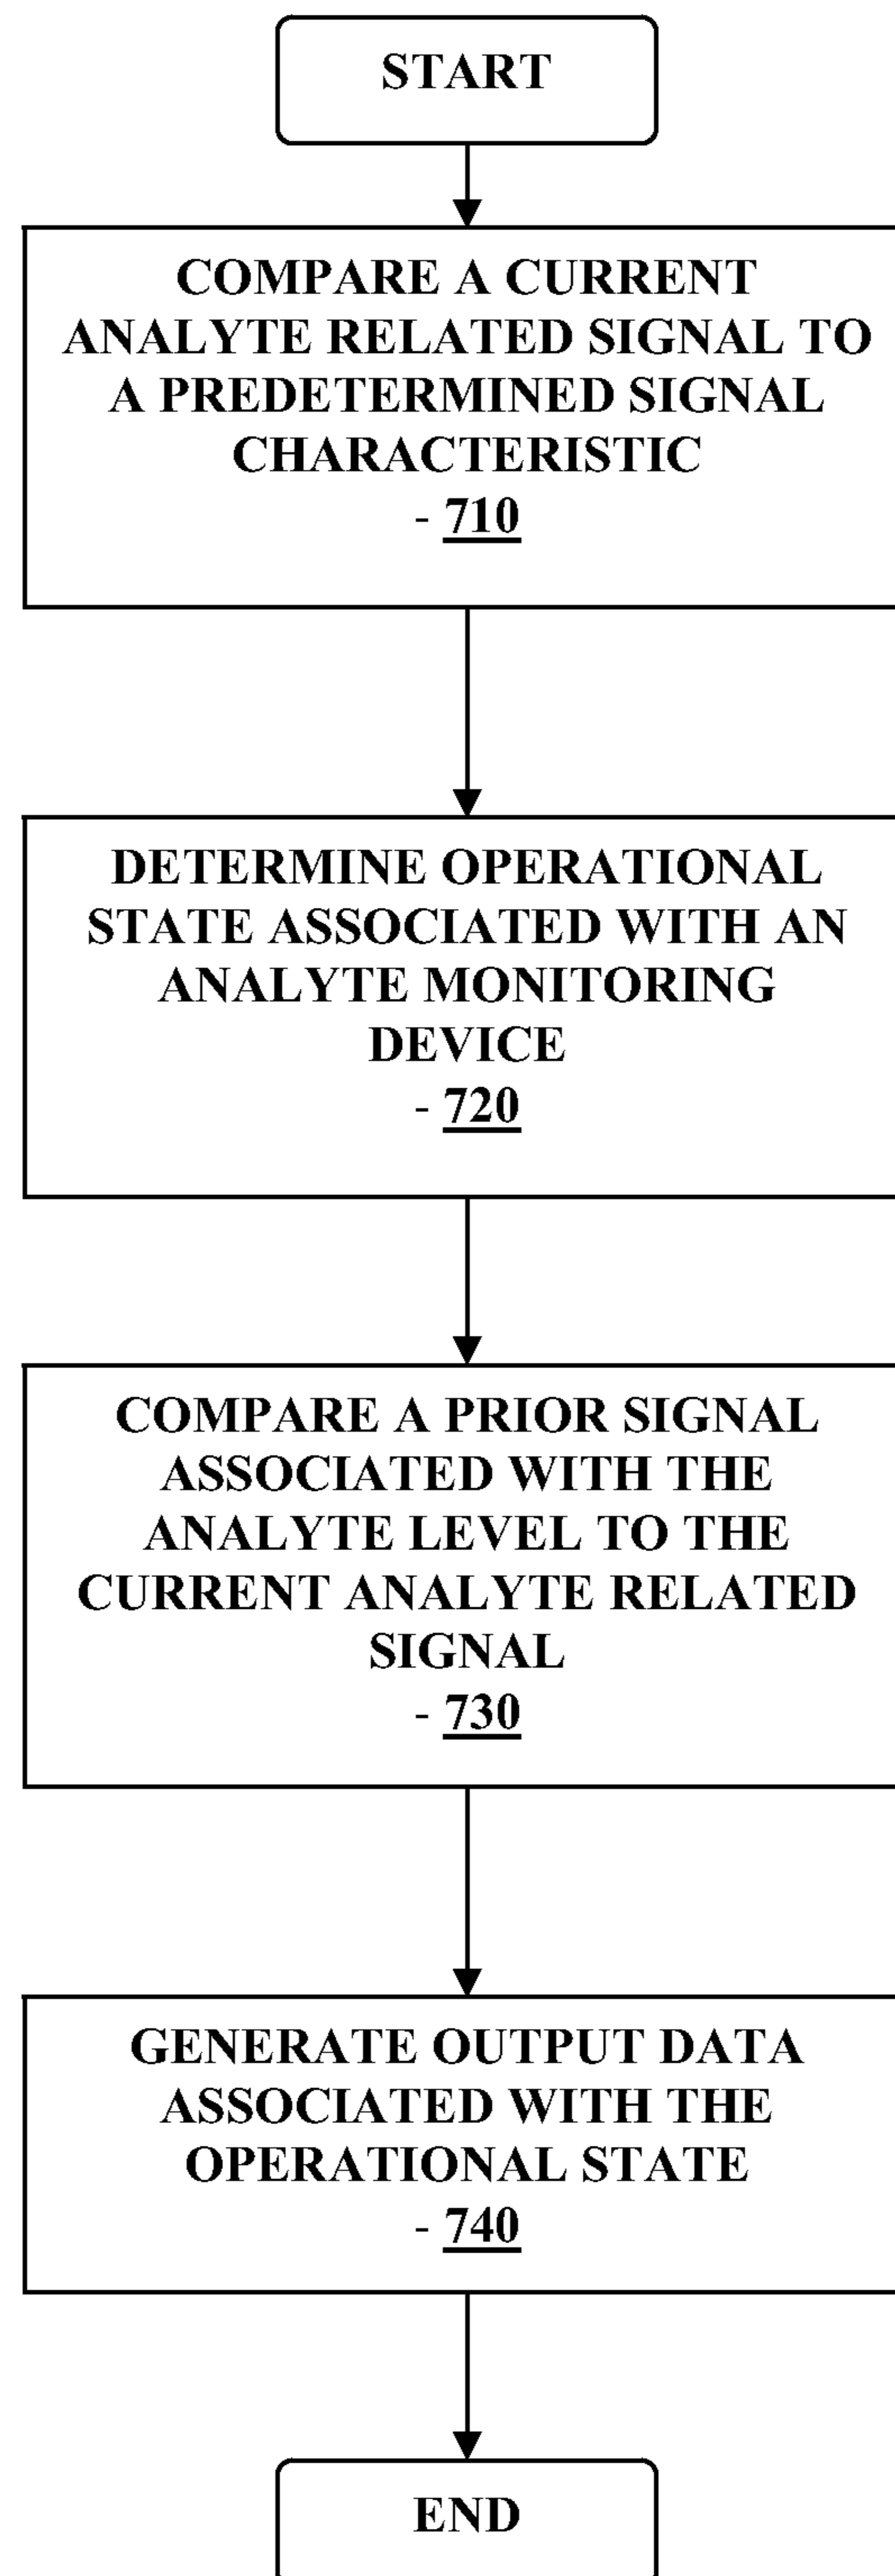 START
COMPARE A CURRENT
ANALYTE RELATED SIGNAL TO
A PREDETERMINED SIGNAL
CHARACTERISTIC
- 710
DETERMINE OPERATIONAL
STATE ASSOCIATED WITH AN
ANALYTE MONITORING
DEVICE
- 720
COMPARE A PRIOR SIGNAL
ASSOCIATED WITH THE
ANALYTE LEVEL TO THE
CURRENT ANALYTE RELATED
SIGNAL
- 730
GENERATE OUTPUT DATA
ASSOCIATED WITH THE
OPERATIONAL STATE
- 740
END